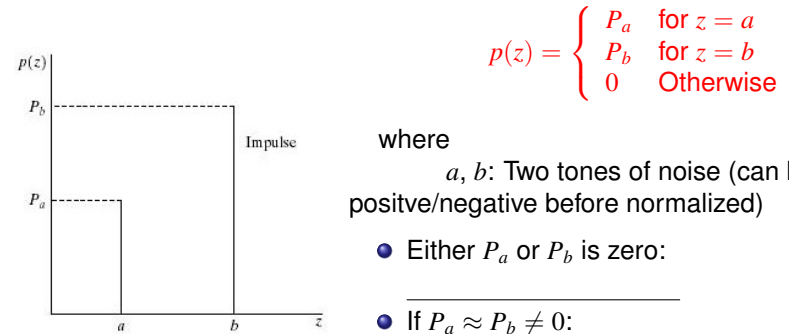 p(z)
P_b
Impulse
P_a
a
b
z
p(z) = { P_a for z = a
P_b for z = b
0 Otherwise
where
a, b: Two tones of noise (can
positve/negative before normalized)
Either P_a or P_b is zero:
If P_a ≈ P_b ≠ 0: